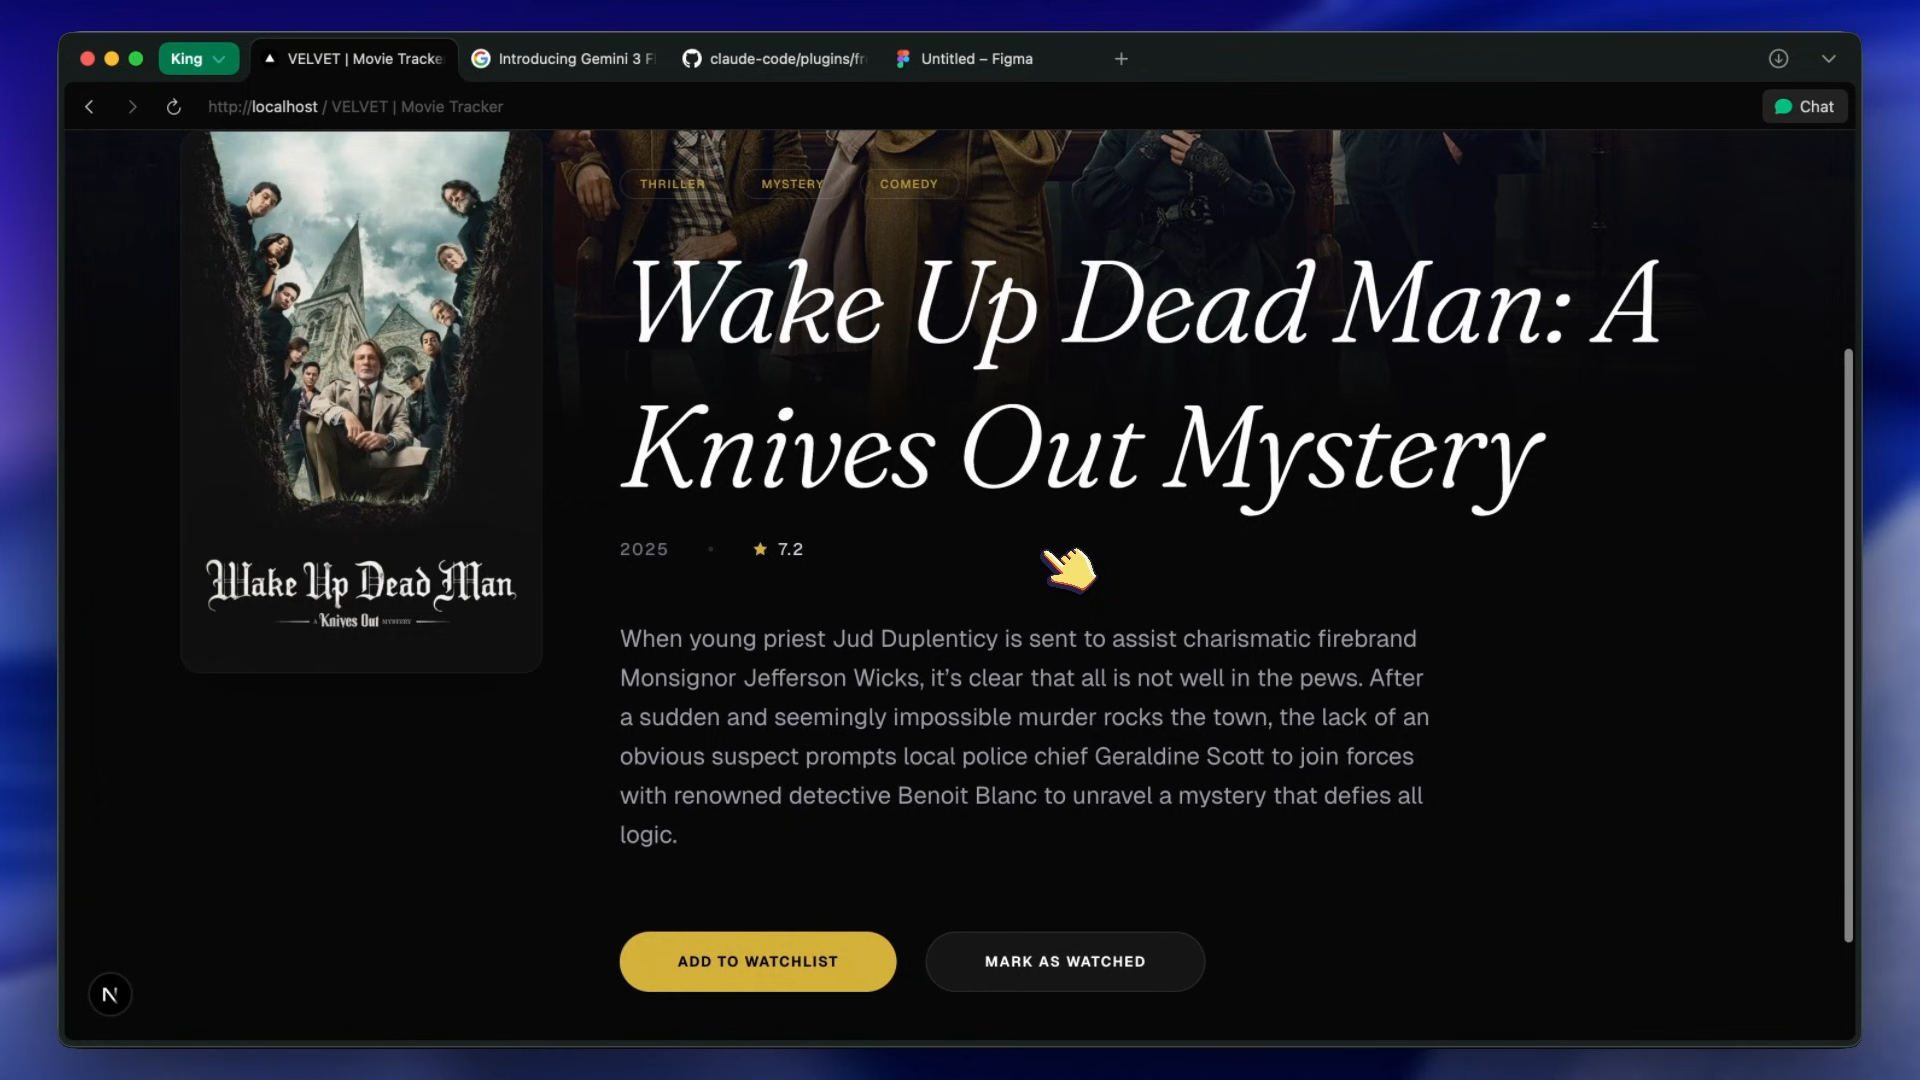 King
VELVET | Movie Tracke
Introducing Gemini 3 F
claude-code/plugins/fr
Untitled – Figma
http://localhost / VELVET | Movie Tracker
Chat
THRILLER
MYSTERY
COMEDY
Wake Up Dead Man: A
Knives Out Mystery
2025 • ★ 7.2
Wake Up Dead Man
A Knives Out MYSTERY
When young priest Jud Duplenticy is sent to assist charismatic firebrand
Monsignor Jefferson Wicks, it’s clear that all is not well in the pews. After
a sudden and seemingly impossible murder rocks the town, the lack of an
obvious suspect prompts local police chief Geraldine Scott to join forces
with renowned detective Benoit Blanc to unravel a mystery that defies all
logic.
ADD TO WATCHLIST
MARK AS WATCHED
N